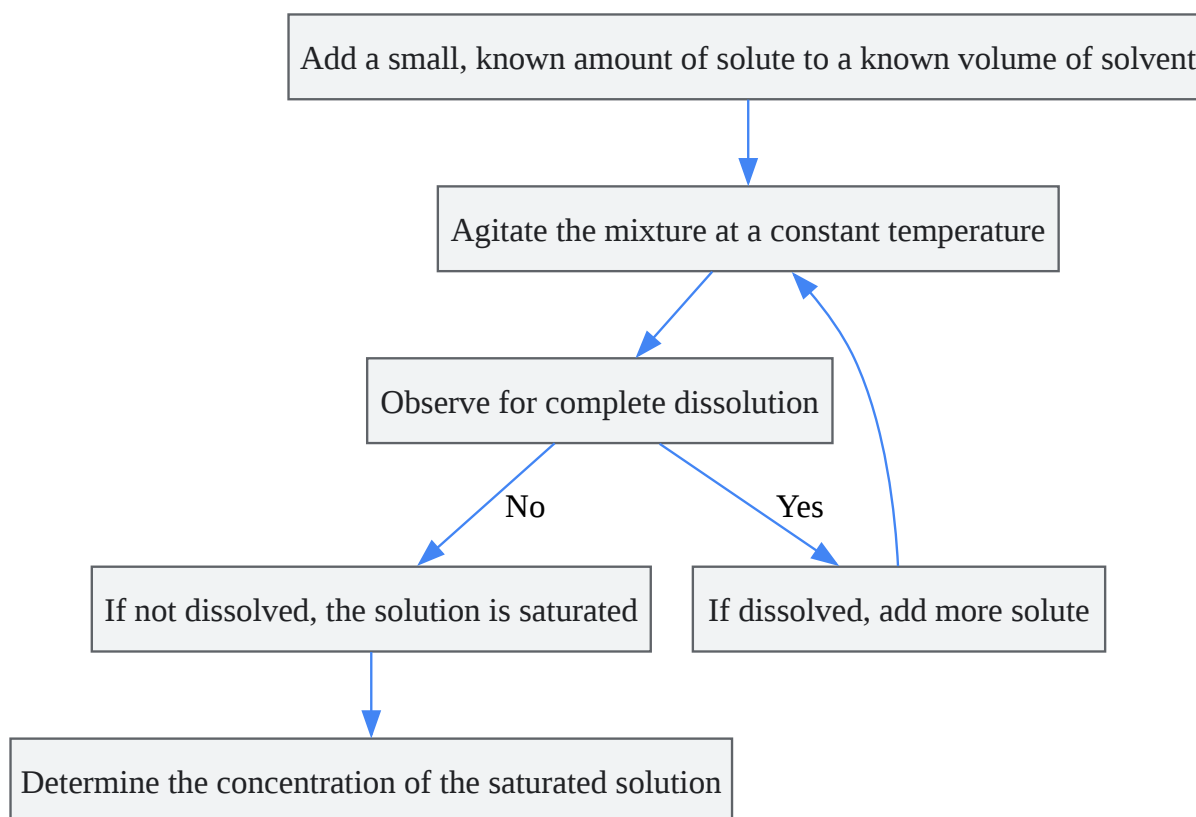 Add a small, known amount of solute to a known volume of solvent
Agitate the mixture at a constant temperature
Observe for complete dissolution
No
Yes
If not dissolved, the solution is saturated
If dissolved, add more solute
Determine the concentration of the saturated solution